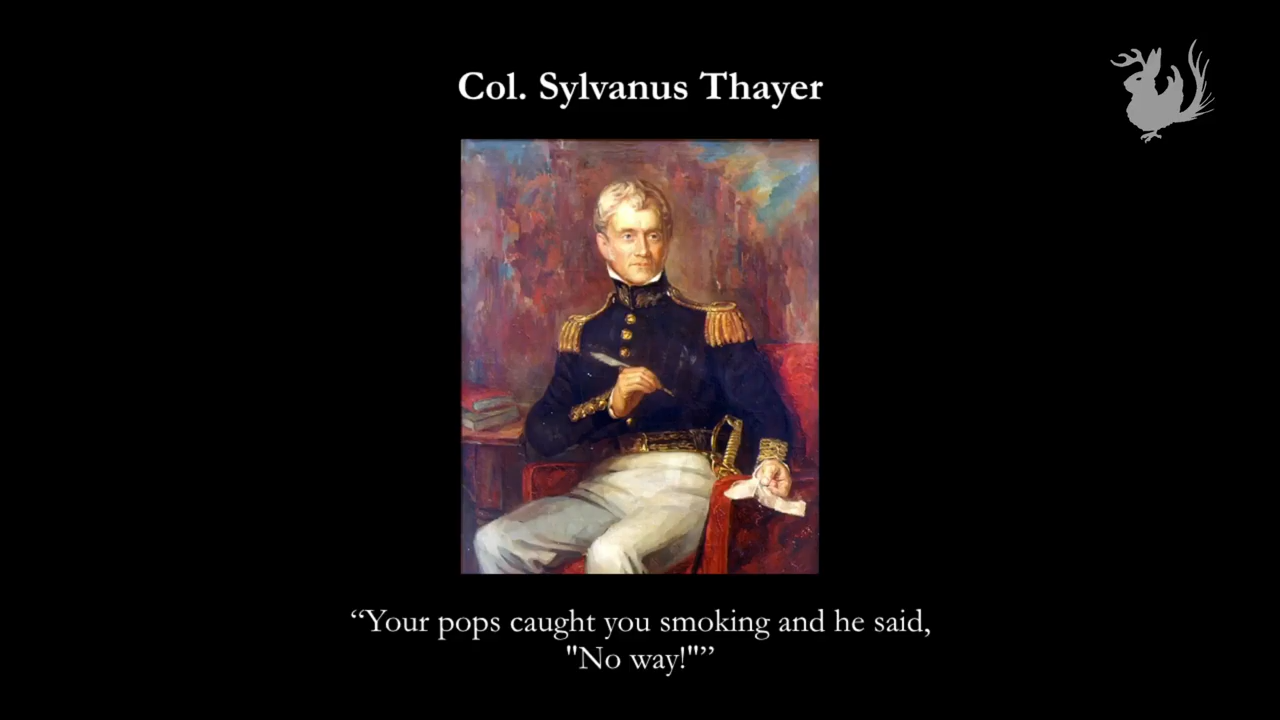 Col. Sylvanus Thayer
“Your pops caught you smoking and he said,
"No way!"”